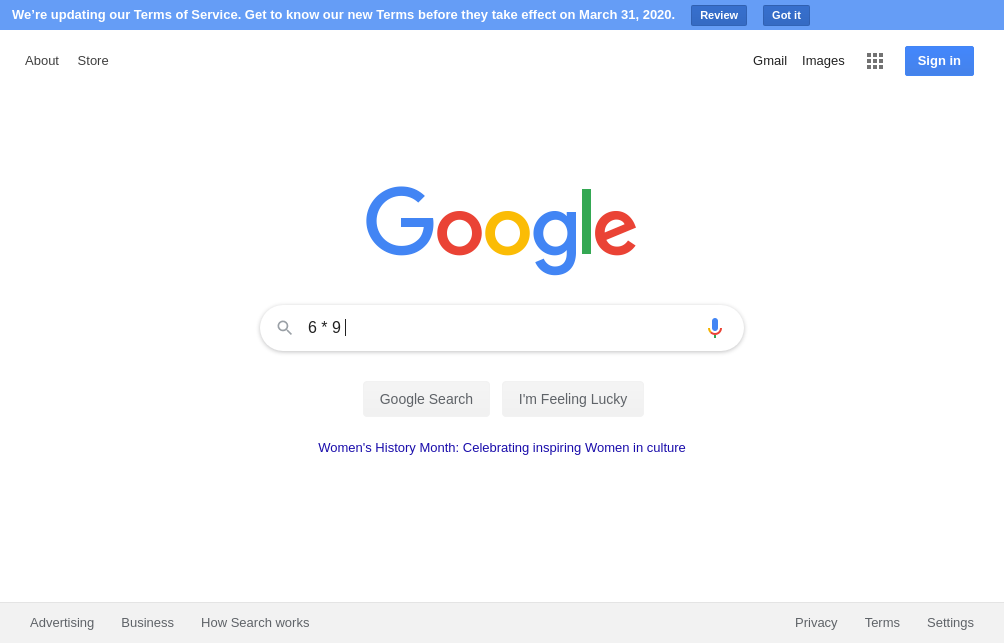 We're updating our Terms of Service. Get to know our new Terms before they take effect on March 31, 2020. Review Got it
About Store Gmail Images Sign in
Google
6 * 9
Google Search I'm Feeling Lucky
Women's History Month: Celebrating inspiring Women in culture
Advertising Business How Search works Privacy Terms Settings